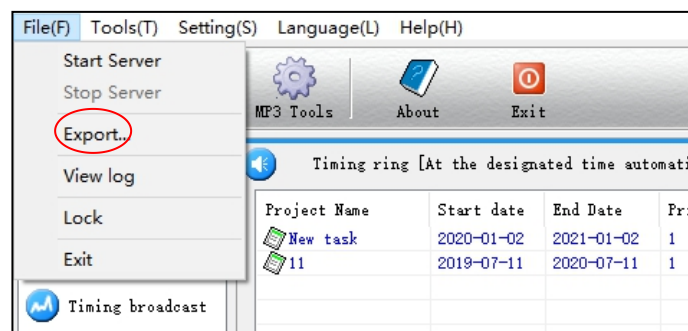 File(F) Tools(T) Setting(S) Language(L) Help(H)
Start Server
Stop Server
Export...
View log
Lock
Exit
MP3 Tools About Exit
Timing ring [At the designated time automati
Project Name Start date End Date Pr
New task 2020-01-02 2021-01-02 1
11 2019-07-11 2020-07-11 1
Timing broadcast